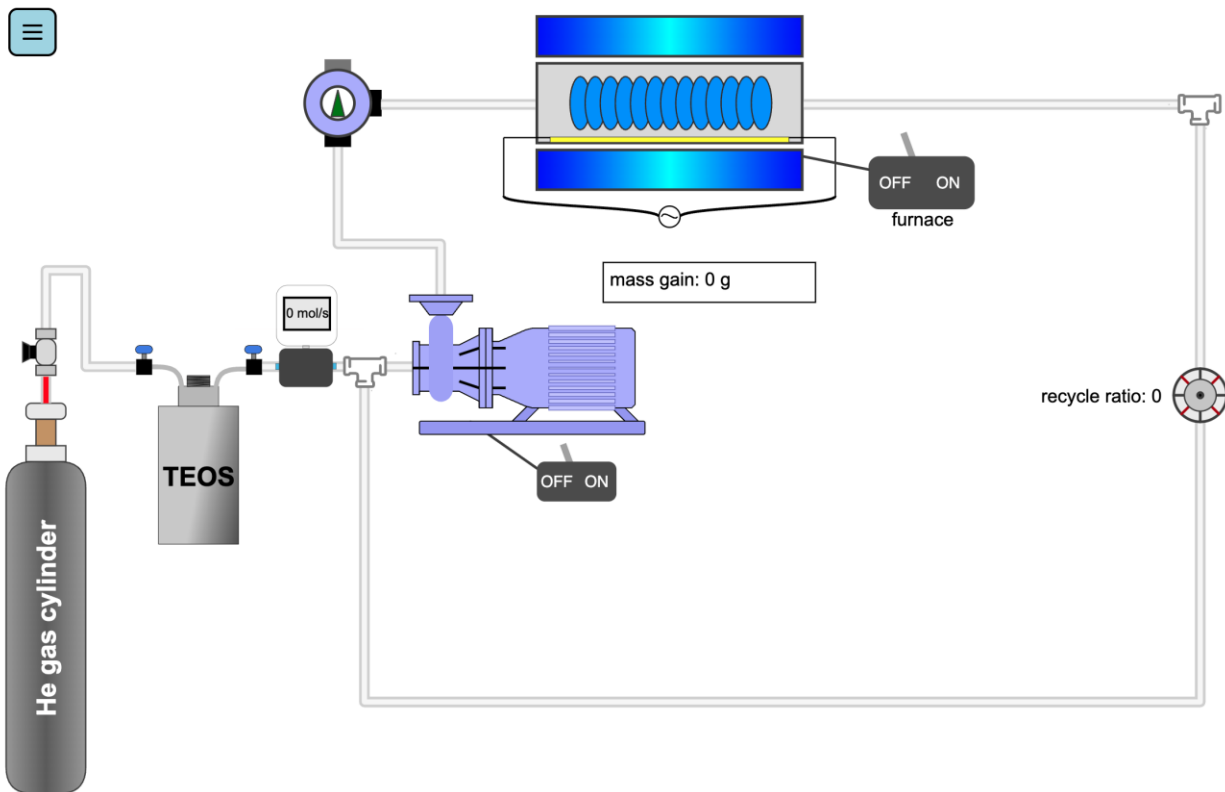 OFF ON
furnace
mass gain: 0 g
0 mol/s
recycle ratio: 0
TEOS
OFF ON
He gas cylinder